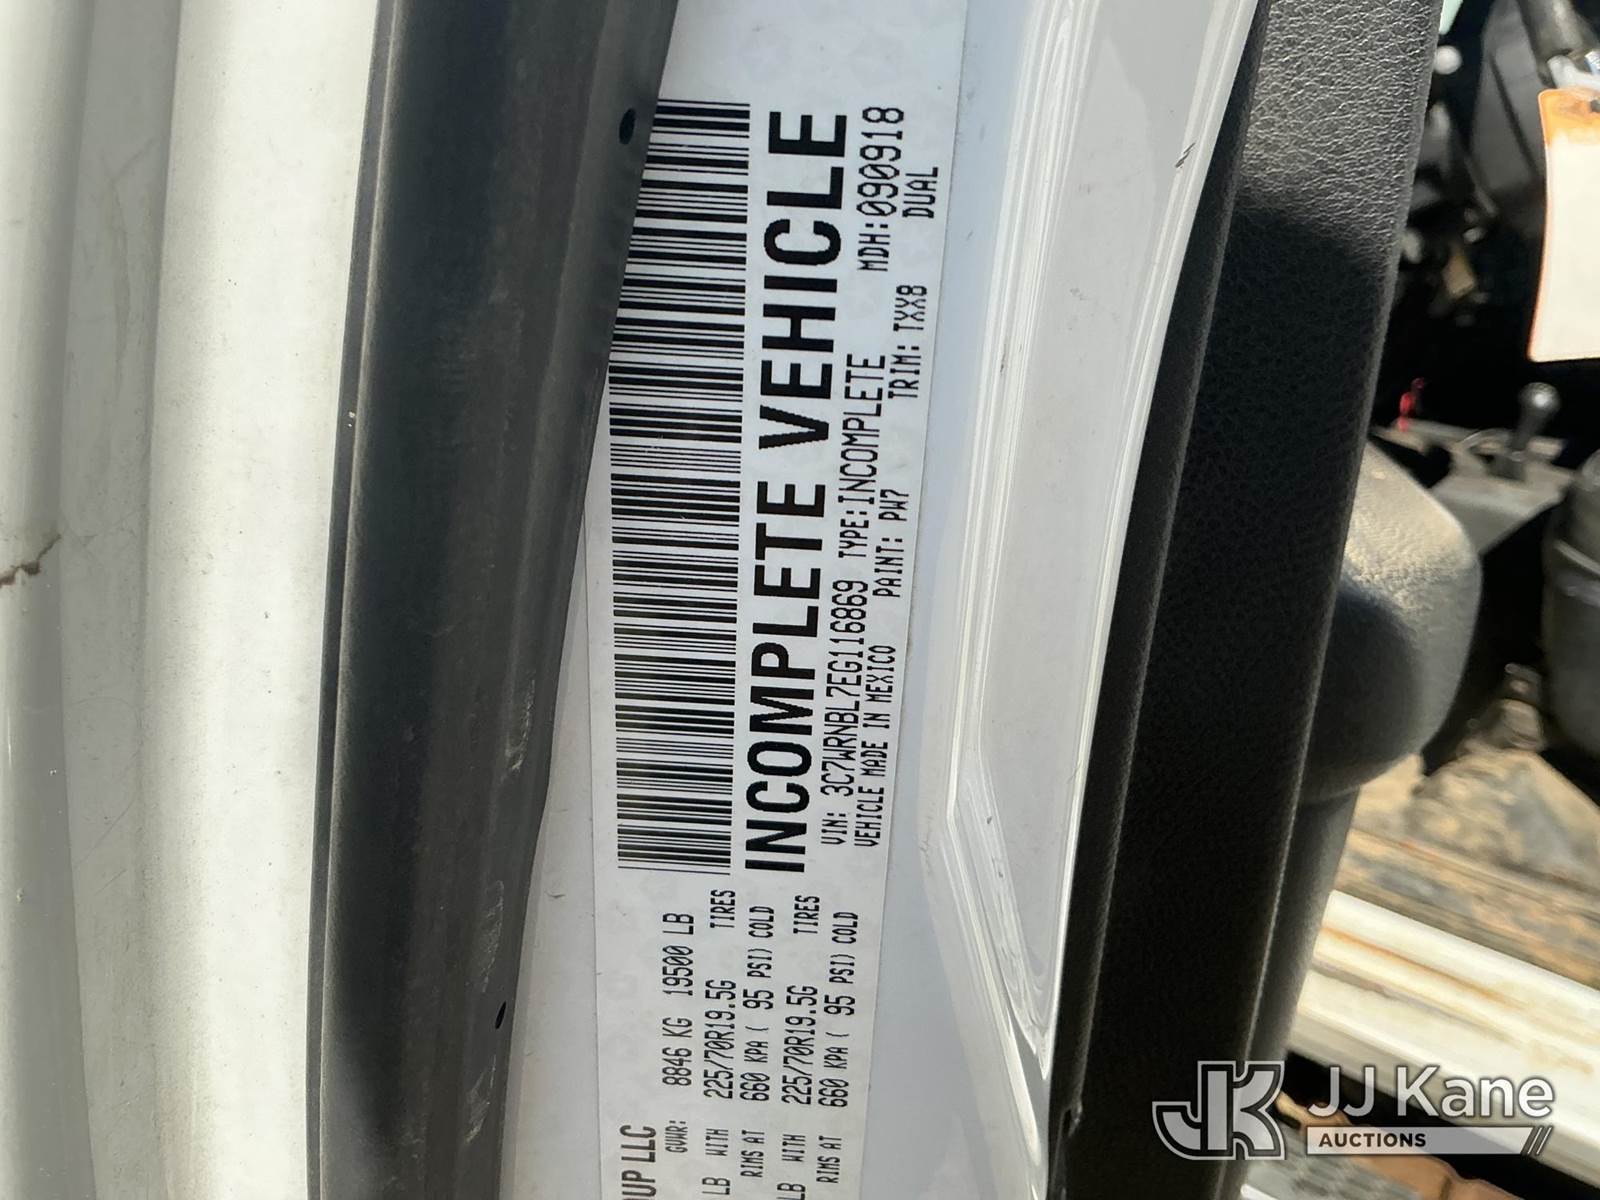 OUP LLC
GVWR: 8846 KG 19500 LB
LB WITH 225/70R19.5G TIRES
RIMS AT 660 KPA ( 95 PSI) COLD
LB WITH 225/70R19.5G TIRES
RIMS AT 660 KPA ( 95 PSI) COLD
INCOMPLETE VEHICLE
VIN: 3C7WRNBL7EG116869 TYPE:INCOMPLETE MDH:090918
VEHICLE MADE IN MEXICO PAINT: PW7 TRIM: TXX8 DUAL
JK JJ Kane
AUCTIONS